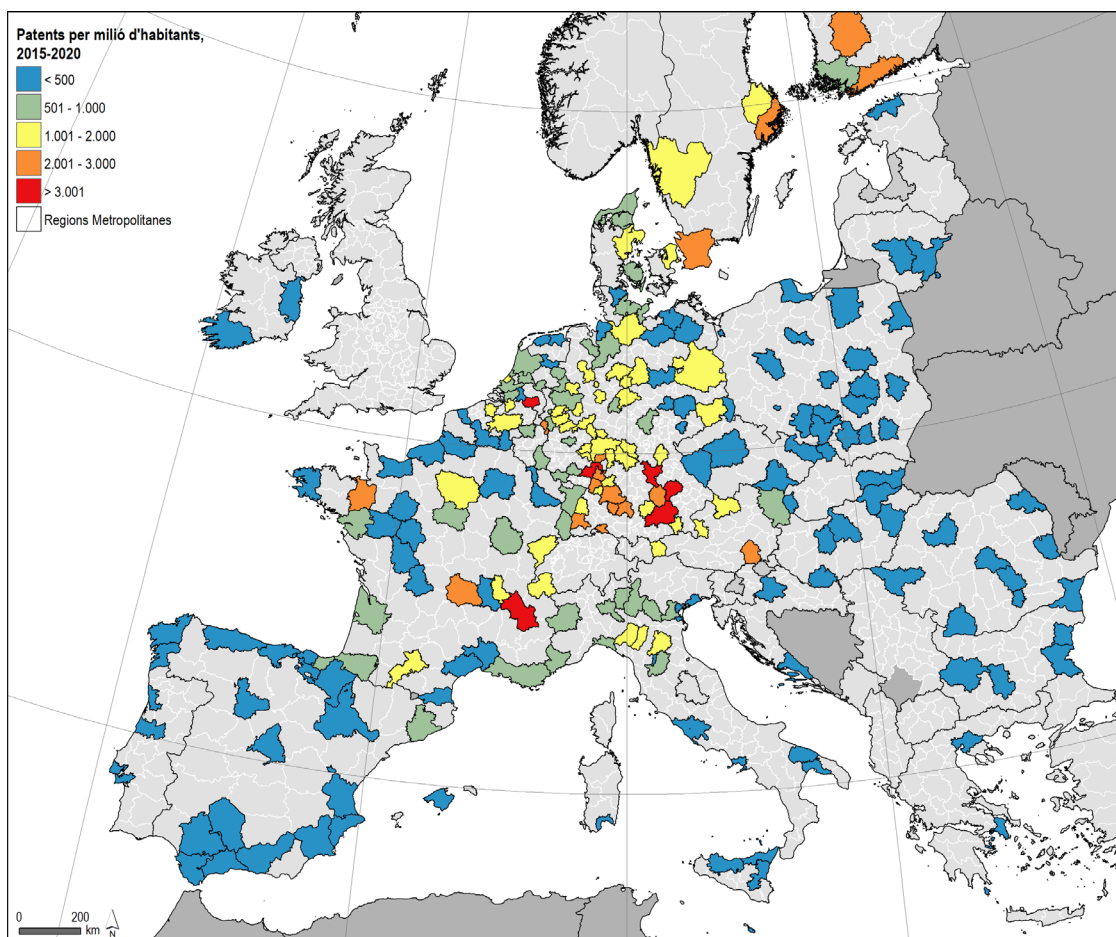 Patents per milió d'habitants,
2015-2020
< 500
501 - 1.000
1.001 - 2.000
2.001 - 3.000
> 3.001
Regions Metropolitanes
0 200
km
N